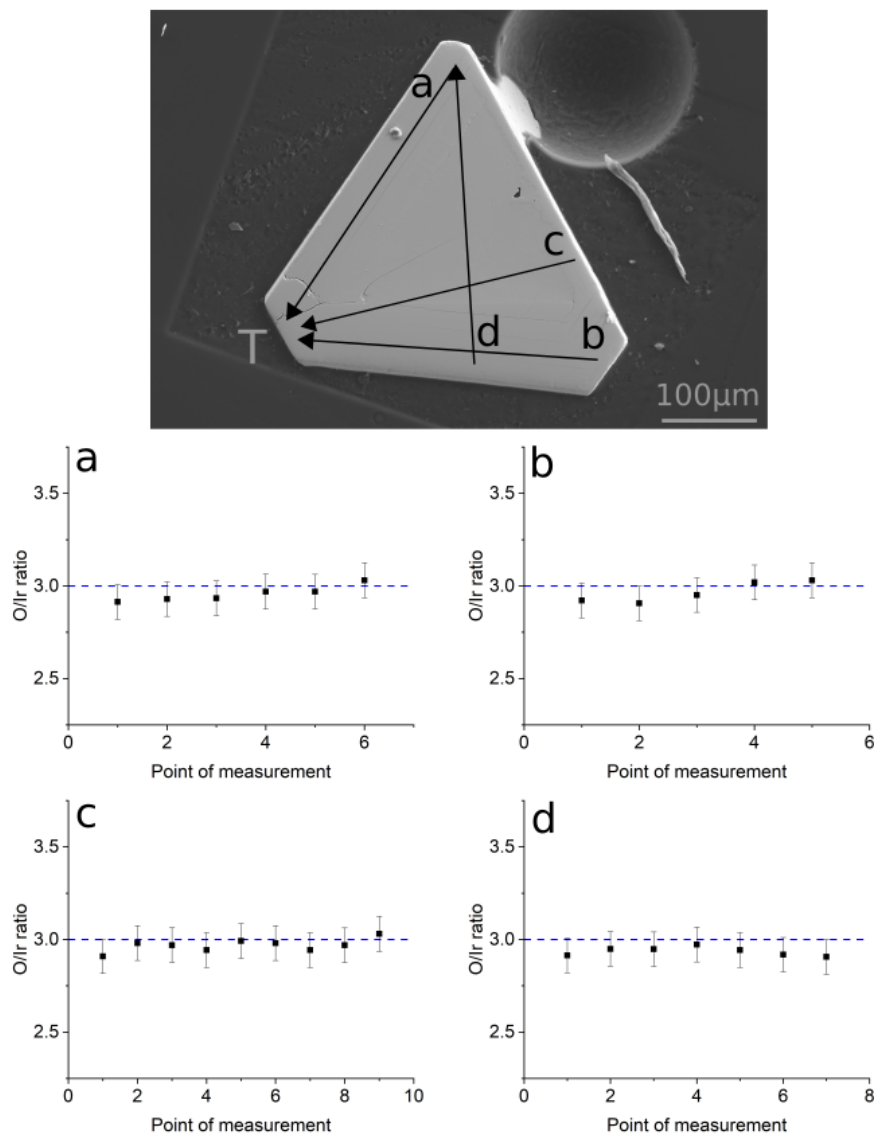 a
c
d
b
T
100µm
a
3.5
3.0
2.5
O/Ir ratio
0 2 4 6 8 10
Point of measurement
b
3.5
3.0
2.5
O/Ir ratio
0 2 4 6
Point of measurement
c
3.5
3.0
2.5
O/Ir ratio
0 2 4 6 8 10
Point of measurement
d
3.5
3.0
2.5
O/Ir ratio
0 2 4 6 8
Point of measurement